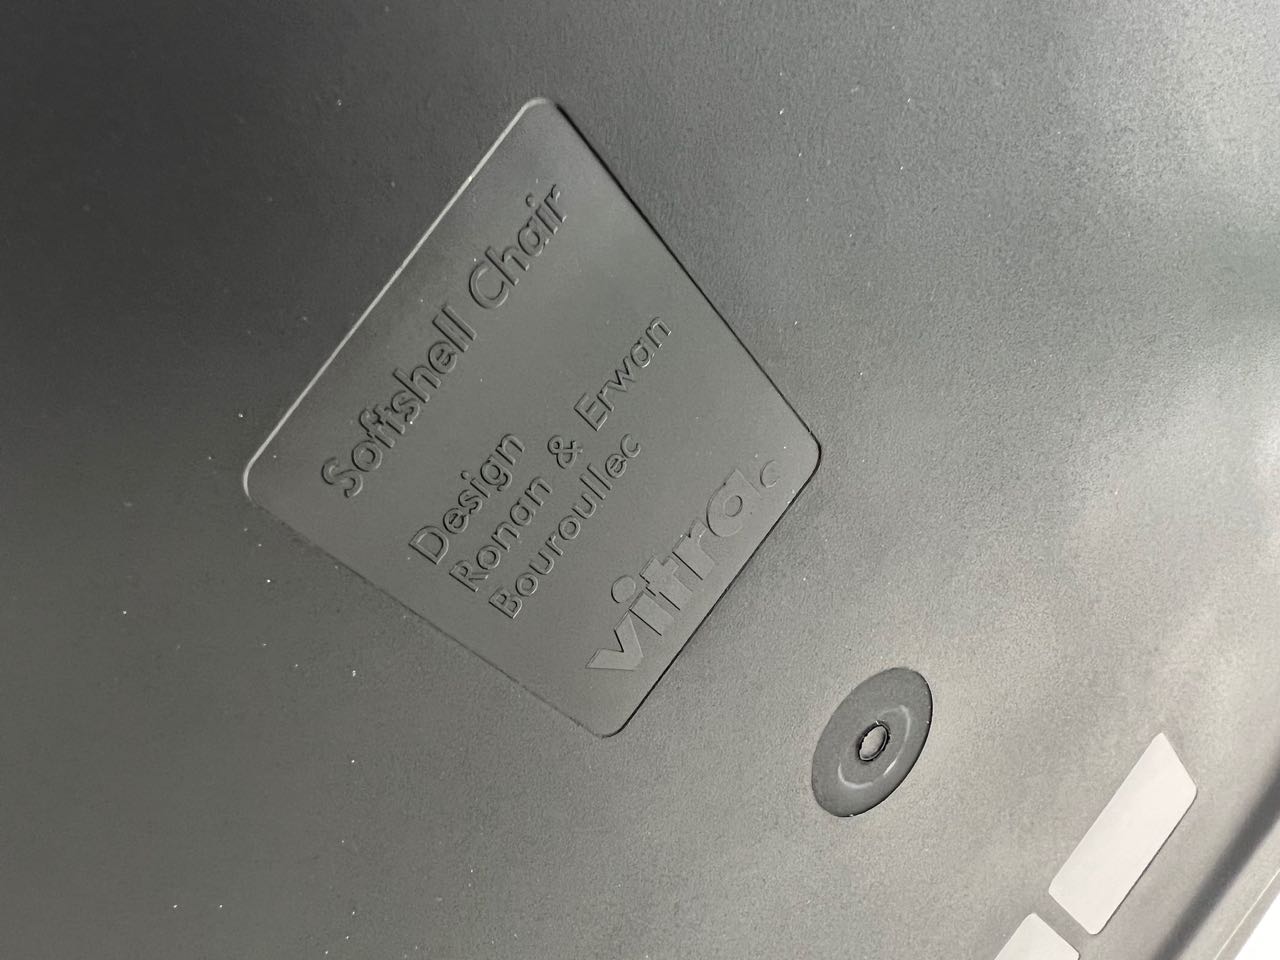 Softshell Chair
Design
Ronan & Erwan
Bouroullec
vitra.